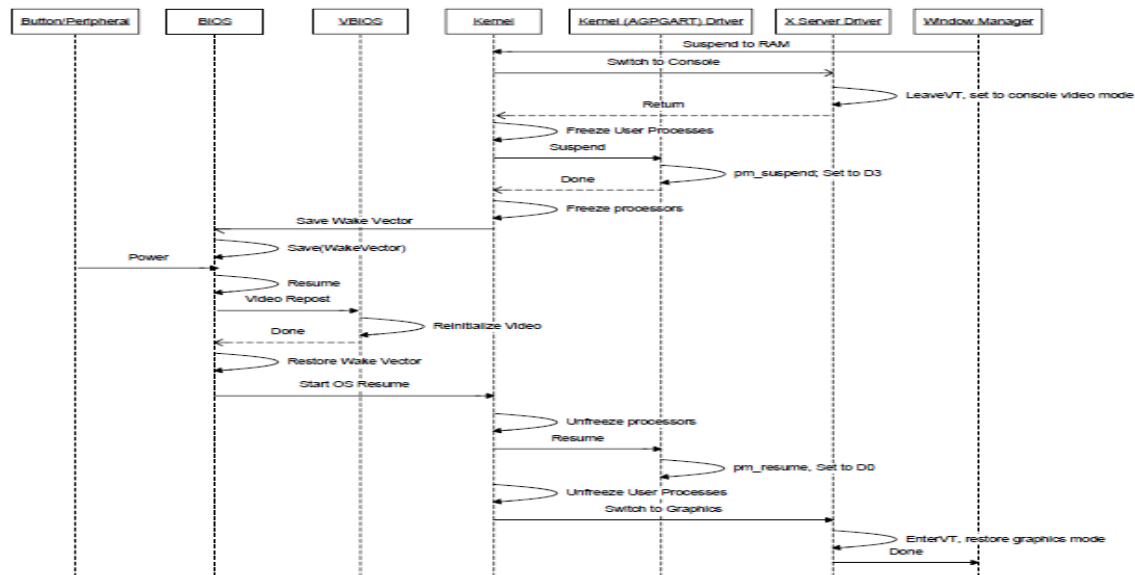 Button/Peripheral BIOS VBIOS Kernel Kernel (AGPGART) Driver X Server Driver Window Manager
Suspend to RAM
Switch to Console
LeaveVT, set to console video mode
Return
Freeze User Processes
Suspend
pm_suspend; Set to D3
Done
Freeze processors
Save Wake Vector
Save(WakeVector)
Power
Resume
Video Repost
Reinitialize Video
Done
Restore Wake Vector
Start OS Resume
Unfreeze processors
Resume
pm_resume, Set to D0
Unfreeze User Processes
Switch to Graphics
EnterVT, restore graphics mode
Done